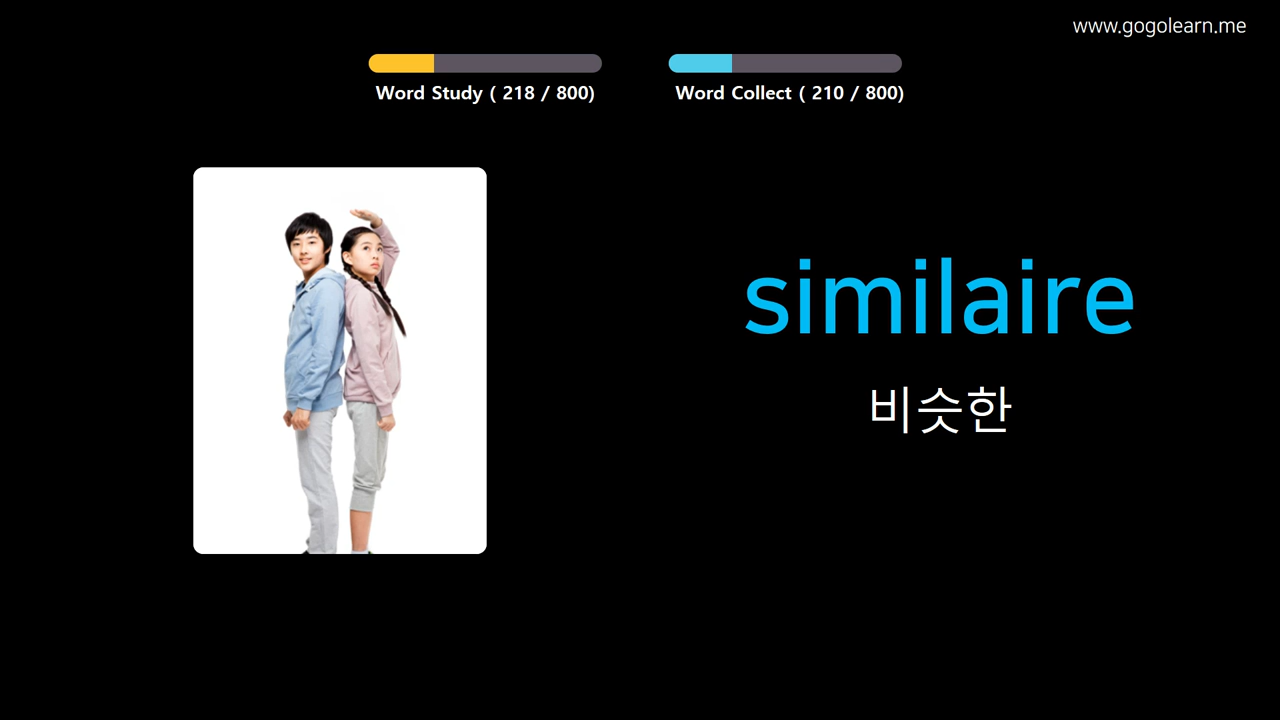 www.gogolearn.me
Word Study ( 218 / 800)
Word Collect ( 210 / 800)
similaire
비슷한